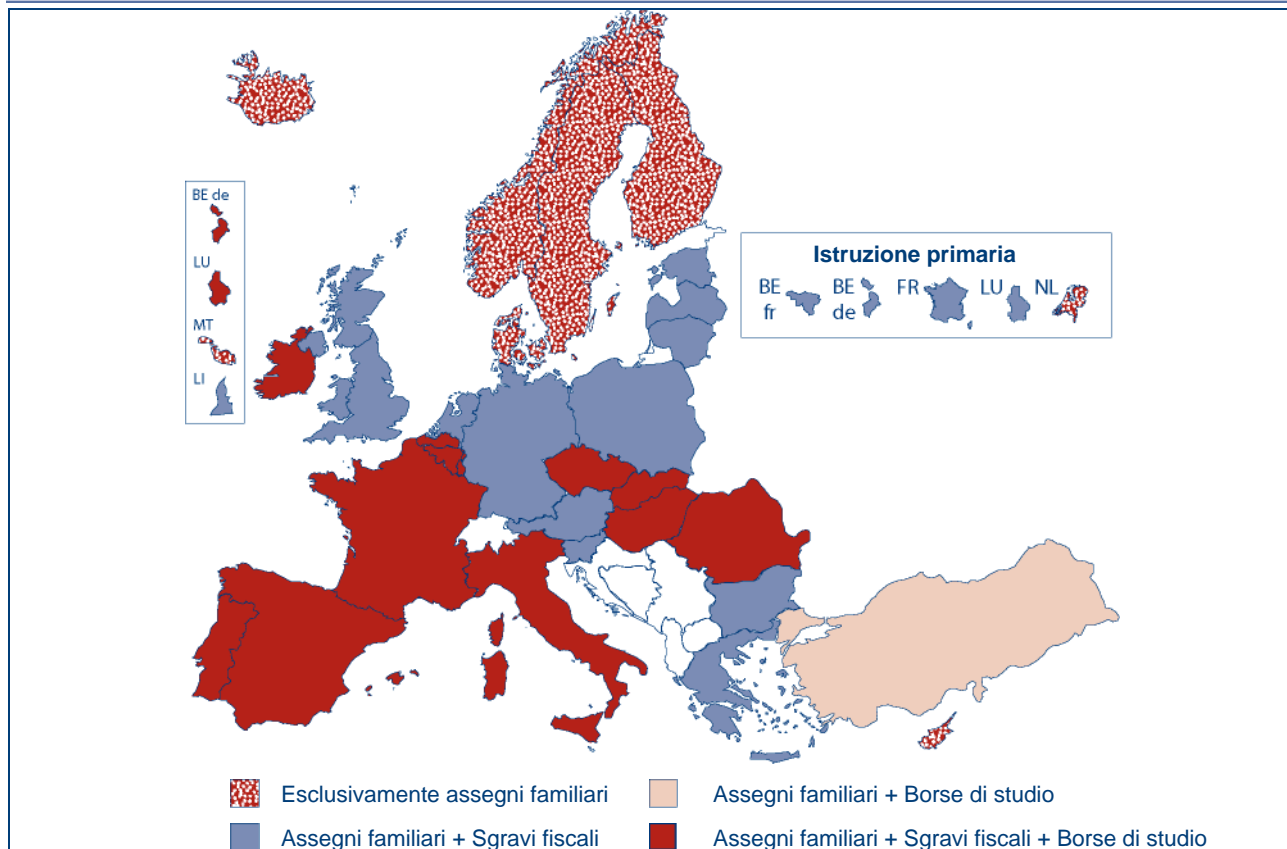 BE de
LU
MT
LI
Istruzione primaria
BE fr
BE de
FR
LU
NL
Esclusivamente assegni familiari
Assegni familiari + Borse di studio
Assegni familiari + Sgravi fiscali
Assegni familiari + Sgravi fiscali + Borse di studio